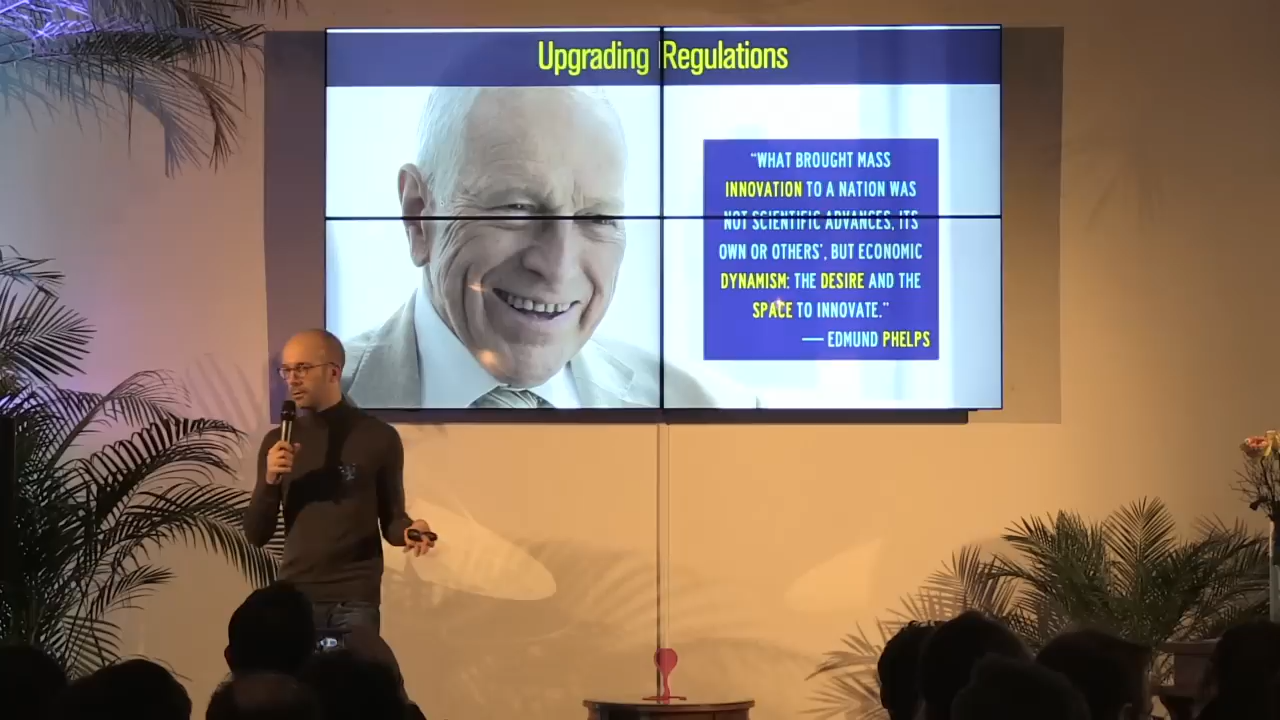 Upgrading Regulations
“WHAT BROUGHT MASS
INNOVATION TO A NATION WAS
NOT SCIENTIFIC ADVANCES, ITS
OWN OR OTHERS’, BUT ECONOMIC
DYNAMISM: THE DESIRE AND THE
SPACE TO INNOVATE.”
— EDMUND PHELPS